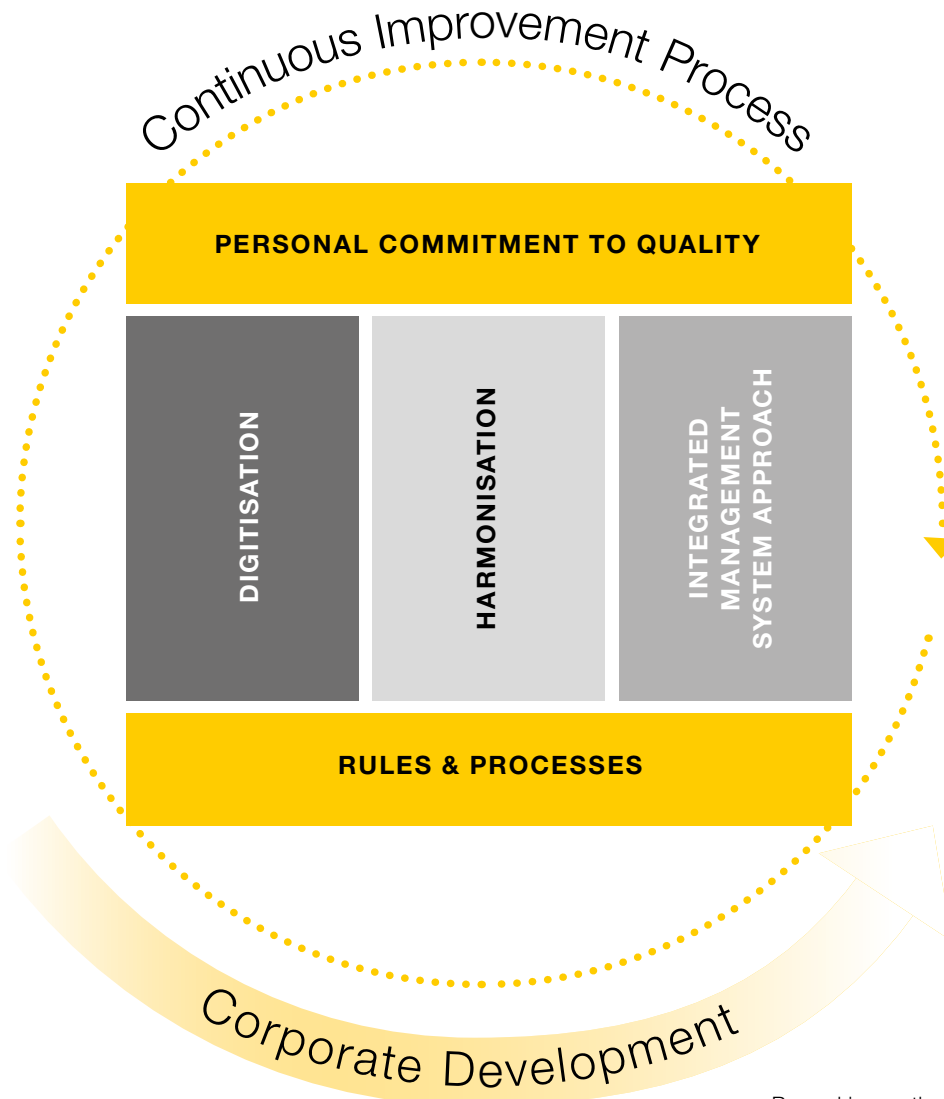 Continuous Improvement Process
PERSONAL COMMITMENT TO QUALITY
DIGITISATION
HARMONISATION
INTEGRATED
MANAGEMENT
SYSTEM APPROACH
RULES & PROCESSES
Corporate Development